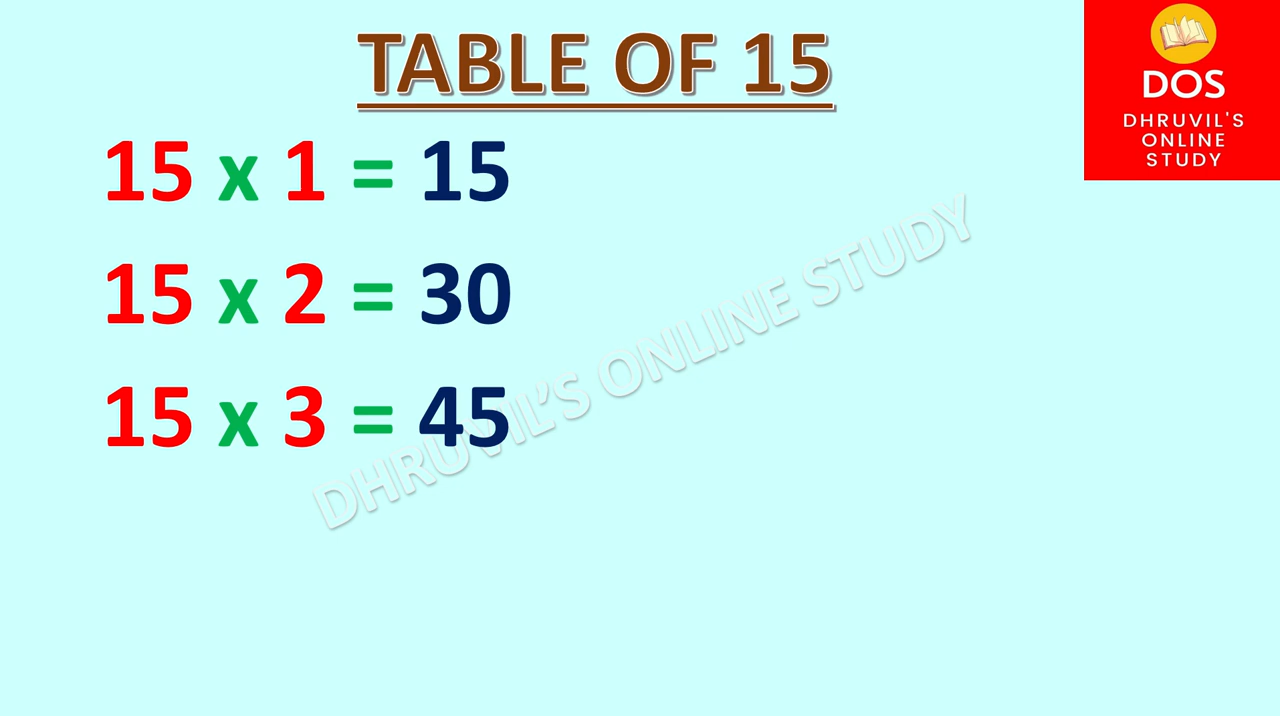 TABLE OF 15
DOS
DHRUVIL'S
ONLINE
STUDY
15 x 1 = 15
15 x 2 = 30
15 x 3 = 45
DHRUVIL'S ONLINE STUDY